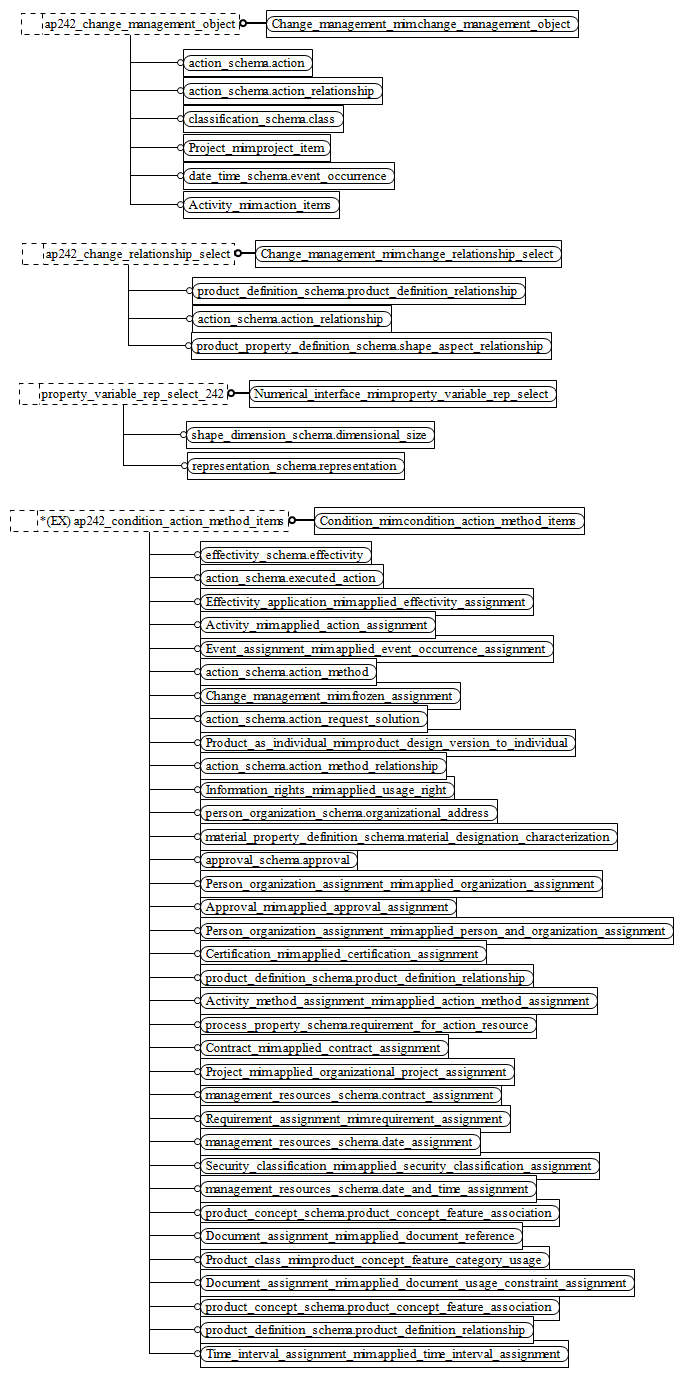 ap242_change_management_object
Change_management_mim.change_management_object
action_schema.action
action_schema.action_relationship
classification_schema.class
Project_mim.project_item
date_time_schema.event_occurrence
Activity_mim.action_items
ap242_change_relationship_select
Change_management_mim.change_relationship_select
product_definition_schema.product_definition_relationship
action_schema.action_relationship
product_property_definition_schema.shape_aspect_relationship
property_variable_rep_select_242
Numerical_interface_mim.property_variable_rep_select
shape_dimension_schema.dimensional_size
representation_schema.representation
*(EX) ap242_condition_action_method_items
Condition_mim.condition_action_method_items
effectivity_schema.effectivity
action_schema.executed_action
Effectivity_application_mim.applied_effectivity_assignment
Activity_mim.applied_action_assignment
Event_assignment_mim.applied_event_occurrence_assignment
action_schema.action_method
Change_management_mim.frozen_assignment
action_schema.action_request_solution
Product_as_individual_mim.product_design_version_to_individual
action_schema.action_method_relationship
Information_rights_mim.applied_usage_right
person_organization_schema.organizational_address
material_property_definition_schema.material_designation_characterization
approval_schema.approval
Person_organization_assignment_mim.applied_organization_assignment
Approval_mim.applied_approval_assignment
Person_organization_assignment_mim.applied_person_and_organization_assignment
Certification_mim.applied_certification_assignment
product_definition_schema.product_definition_relationship
Activity_method_assignment_mim.applied_action_method_assignment
process_property_schema.requirement_for_action_resource
Contract_mim.applied_contract_assignment
Project_mim.applied_organizational_project_assignment
management_resources_schema.contract_assignment
Requirement_assignment_mim.requirement_assignment
management_resources_schema.date_assignment
Security_classification_mim.applied_security_classification_assignment
management_resources_schema.date_and_time_assignment
product_concept_schema.product_concept_feature_association
Document_assignment_mim.applied_document_reference
Product_class_mim.product_concept_feature_category_usage
Document_assignment_mim.applied_document_usage_constraint_assignment
product_concept_schema.product_concept_feature_association
product_definition_schema.product_definition_relationship
Time_interval_assignment_mim.applied_time_interval_assignment